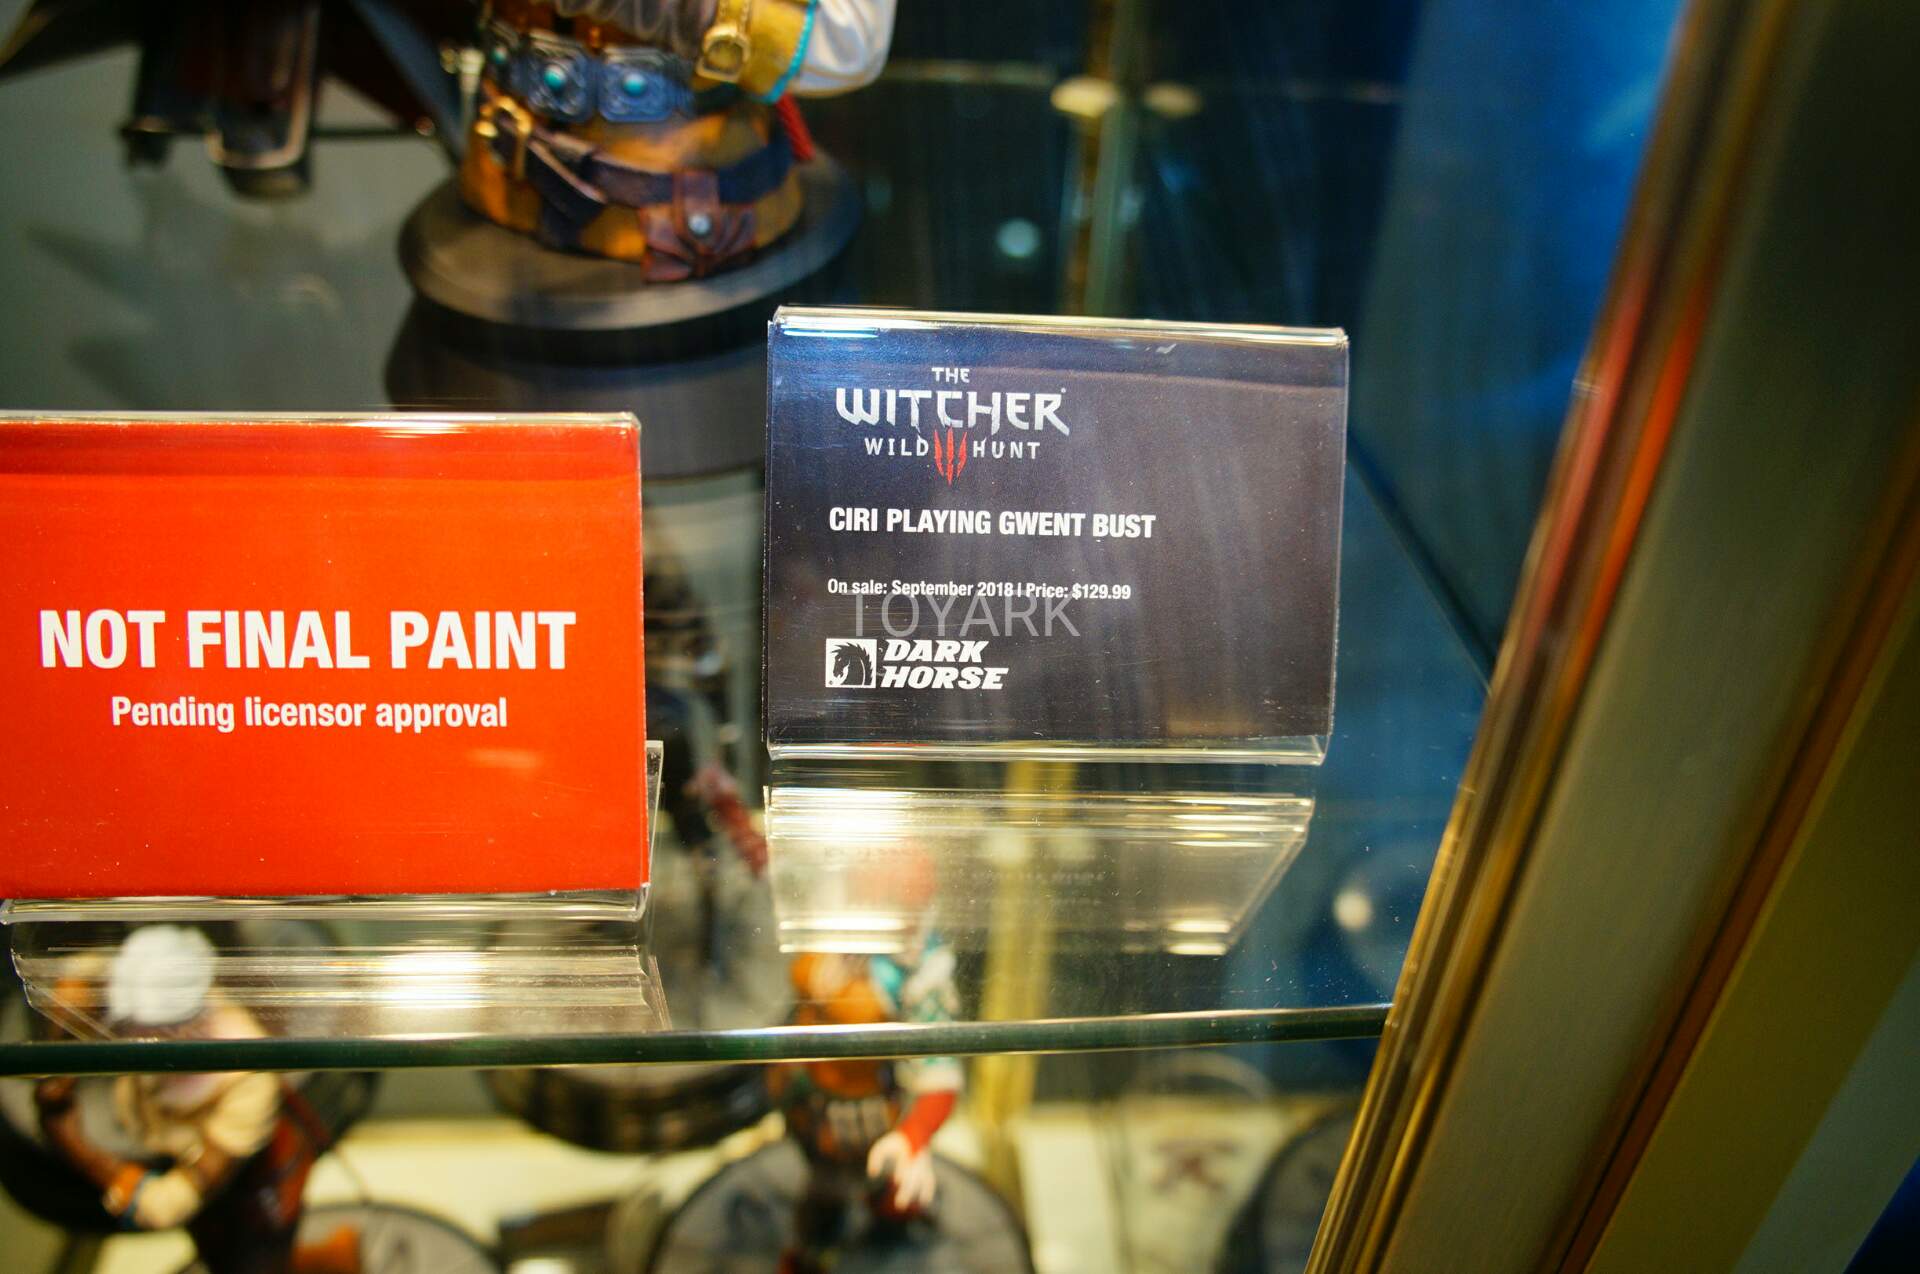 NOT FINAL PAINT
Pending licensor approval
THE
WITCHER®
WILD HUNT
CIRI PLAYING GWENT BUST
On sale: September 2018 | Price: $129.99
TOYARK
DARK
HORSE